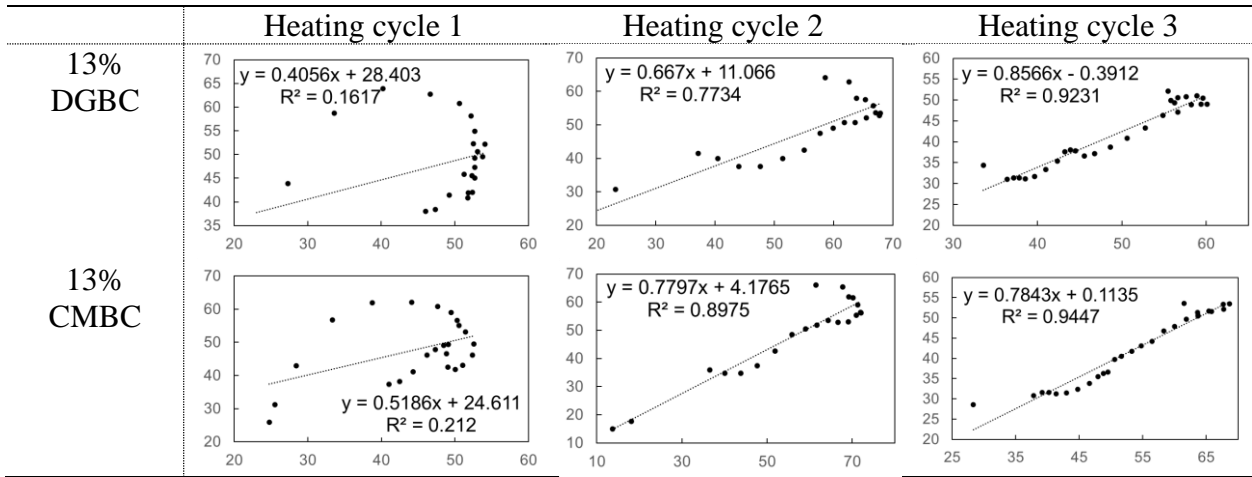 Heating cycle 1 Heating cycle 2 Heating cycle 3
13%
DGBC
70
65
60
55
50
45
40
35
y = 0.4056x + 28.403
R² = 0.1617
20 30 40 50 60
70
60
50
40
30
20
y = 0.667x + 11.066
R² = 0.7734
20 30 40 50 60 70
60
55
50
45
40
35
30
25
20
y = 0.8566x - 0.3912
R² = 0.9231
30 40 50 60
13%
CMBC
70
60
50
40
30
20
y = 0.5186x + 24.611
R² = 0.212
20 30 40 50 60
70
60
50
40
30
20
10
y = 0.7797x + 4.1765
R² = 0.8975
10 30 50 70
60
55
50
45
40
35
30
25
20
y = 0.7843x + 0.1135
R² = 0.9447
25 35 45 55 65